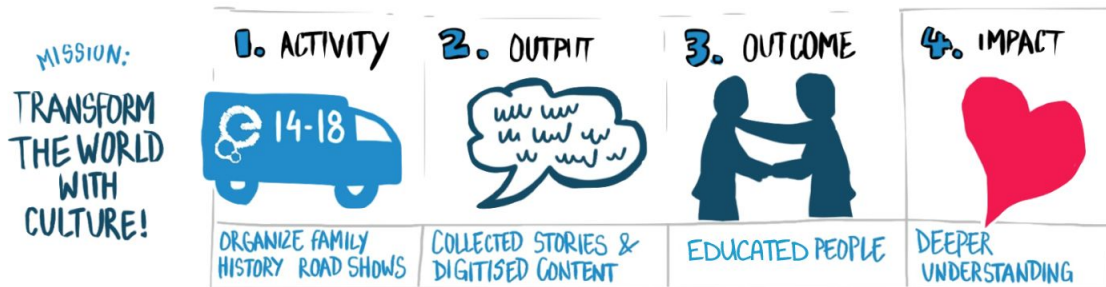 MISSION:
TRANSFORM
THE WORLD
WITH
CULTURE!
1. ACTIVITY
14-18
ORGANIZE FAMILY
HISTORY ROAD SHOWS
2. OUTPUT
COLLECTED STORIES &
DIGITISED CONTENT
3. OUTCOME
EDUCATED PEOPLE
4. IMPACT
DEEPER
UNDERSTANDING